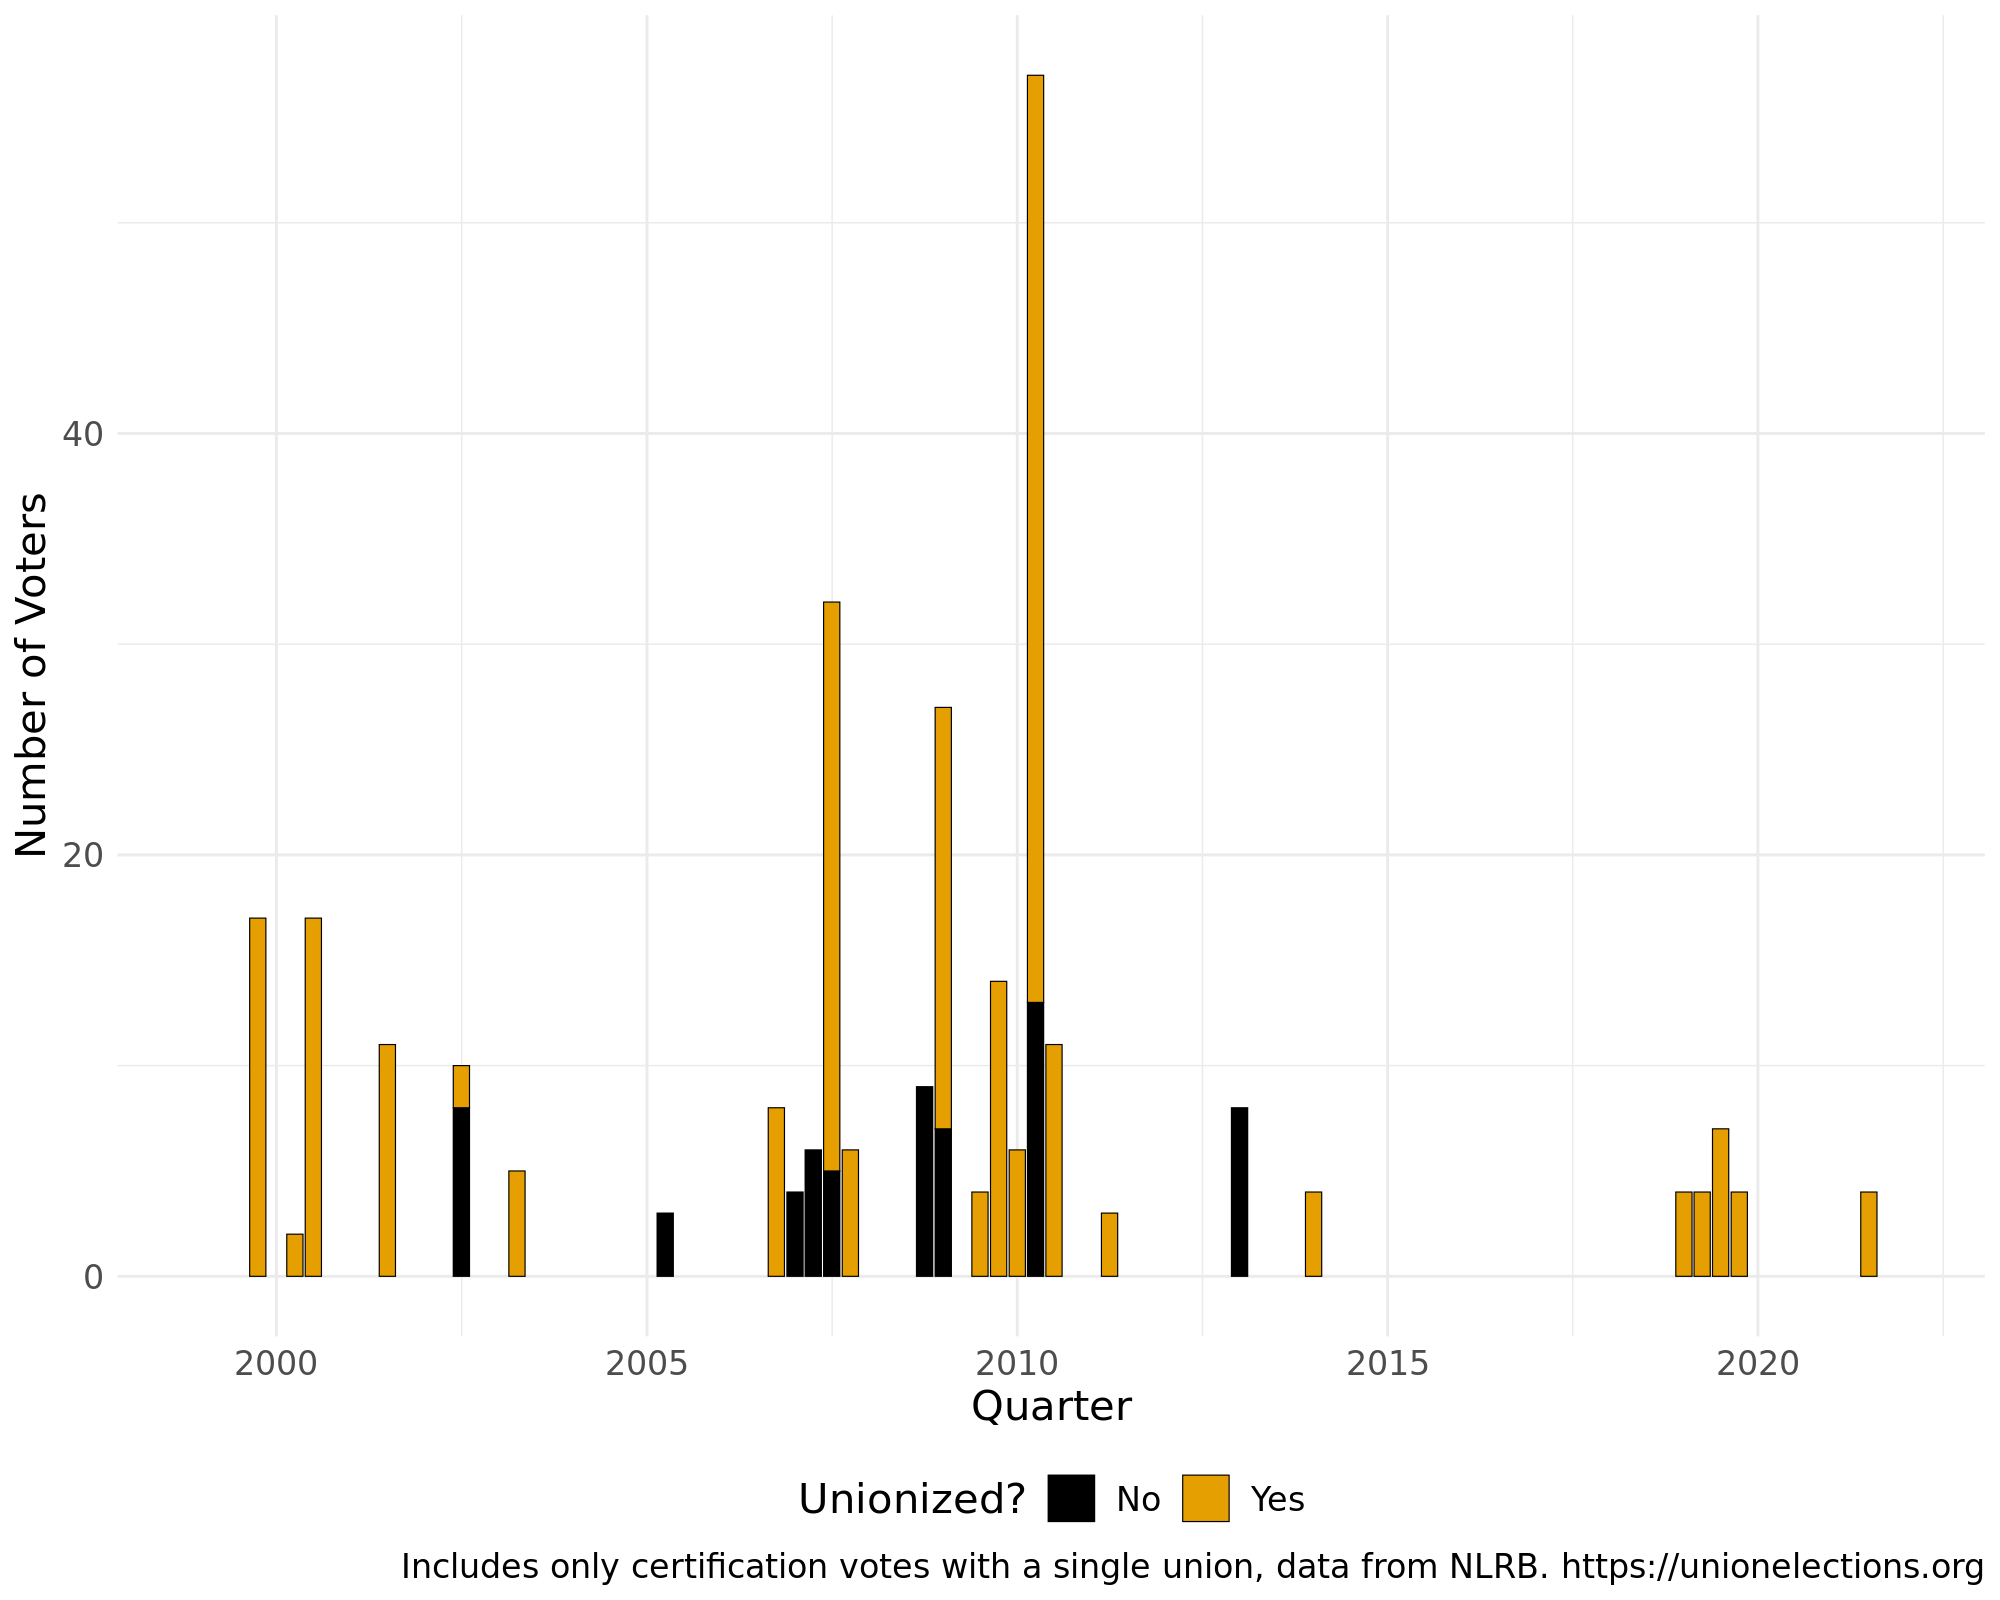 Number of Voters
40
20
0
2000 2005 2010 2015 2020
Quarter
Unionized? No Yes
Includes only certification votes with a single union, data from NLRB. https://unionelections.org